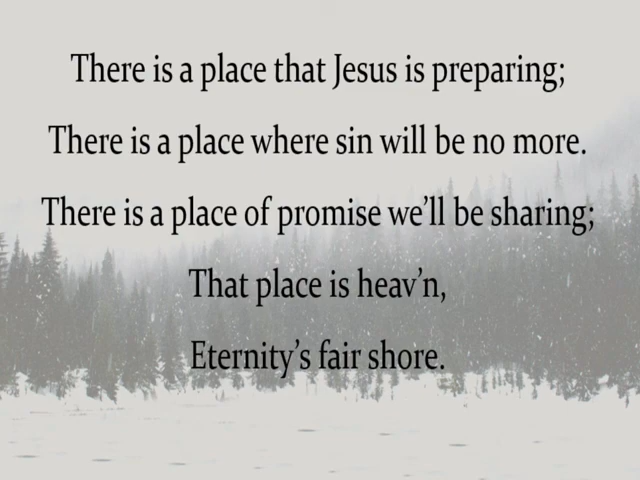 There is a place that Jesus is preparing;
There is a place where sin will be no more.
There is a place of promise we’ll be sharing;
That place is heav’n,
Eternity’s fair shore.